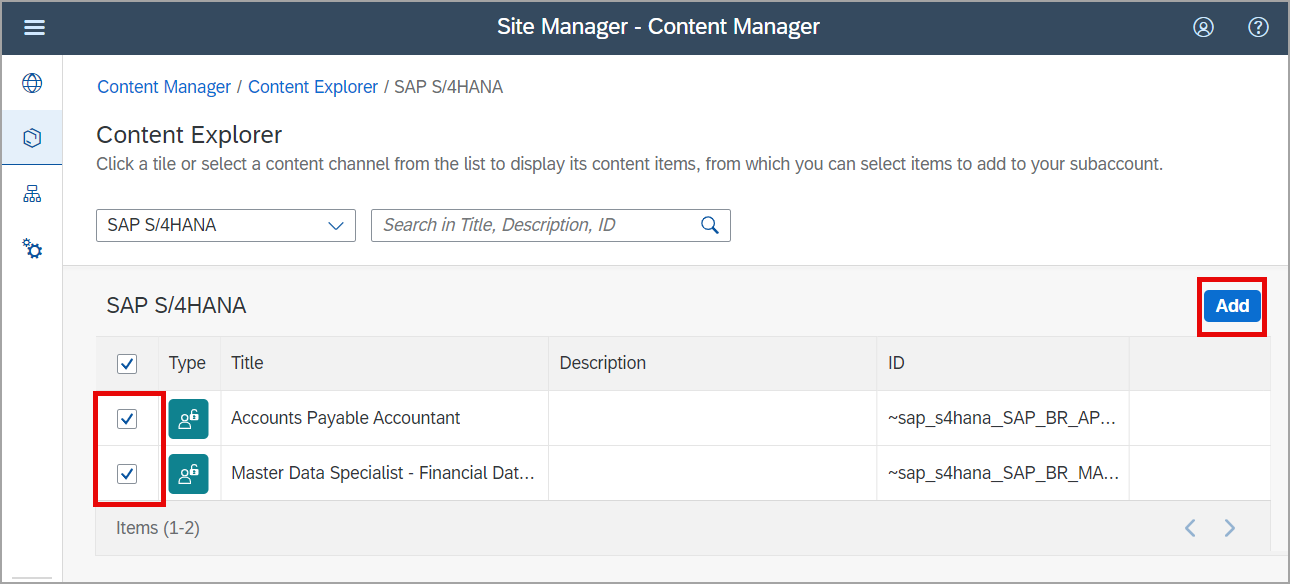 Site Manager - Content Manager
Content Manager / Content Explorer / SAP S/4HANA
Content Explorer
Click a tile or select a content channel from the list to display its content items, from which you can select items to add to your subaccount.
SAP S/4HANA Search in Title, Description, ID
SAP S/4HANA Add
Type Title Description ID
Accounts Payable Accountant ~sap_s4hana_SAP_BR_AP...
Master Data Specialist - Financial Dat... ~sap_s4hana_SAP_BR_MA...
Items (1-2)